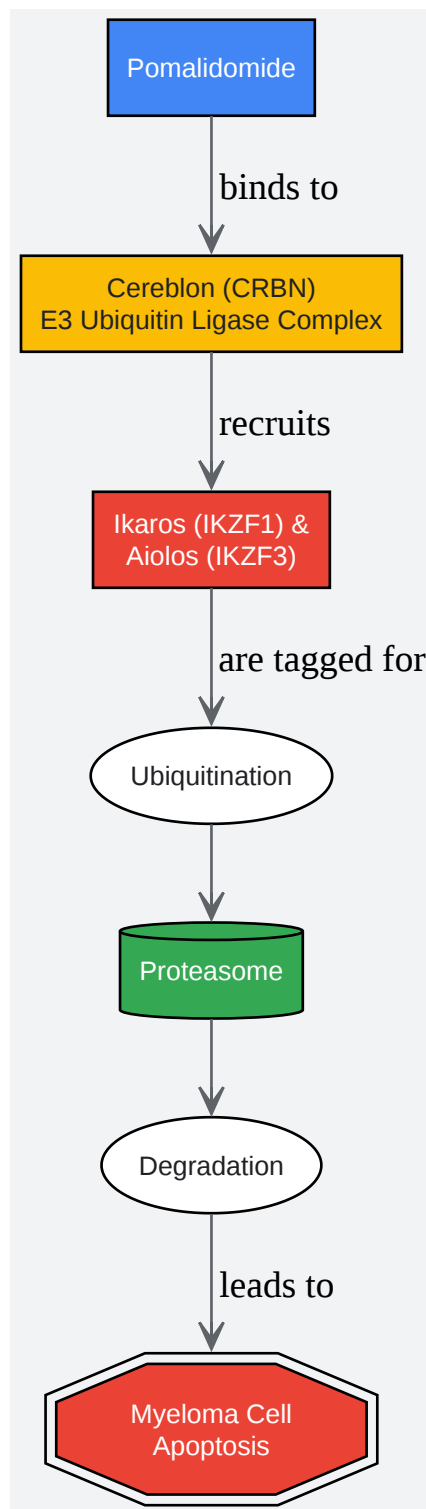 Pomalidomide
binds to
Cereblon (CRBN)
E3 Ubiquitin Ligase Complex
recruits
Ikaros (IKZF1) &
Aiolos (IKZF3)
are tagged for
Ubiquitination
Proteasome
Degradation
leads to
Myeloma Cell
Apoptosis